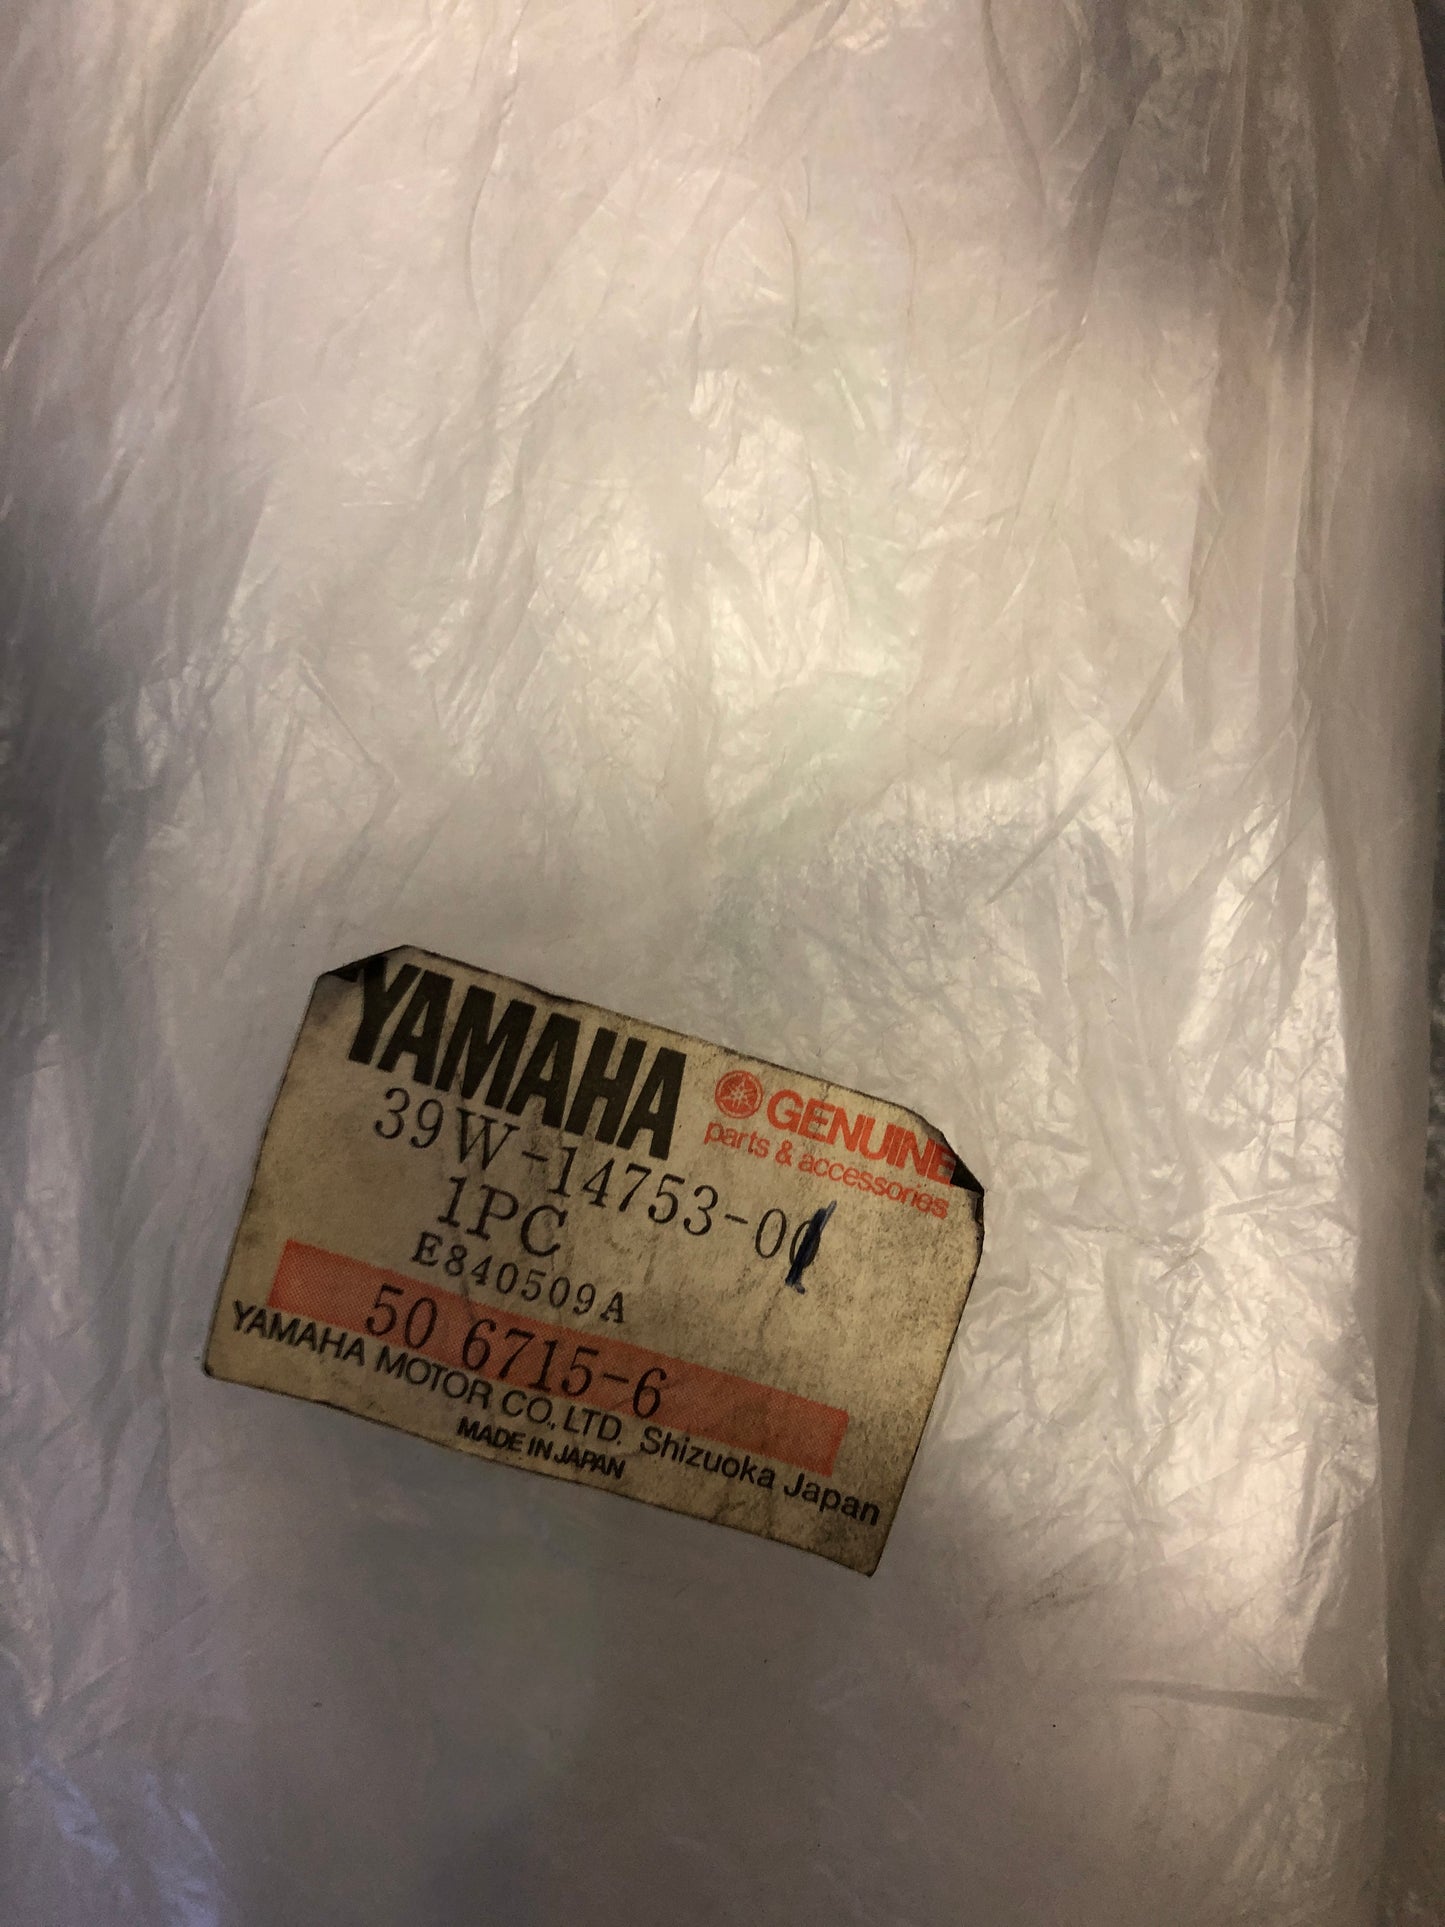 YAMAHA
GENUINE
parts & accessories
39W-14753-01
1PC
E840509A
50 6715-6
YAMAHA MOTOR CO., LTD. Shizuoka Japan
MADE IN JAPAN